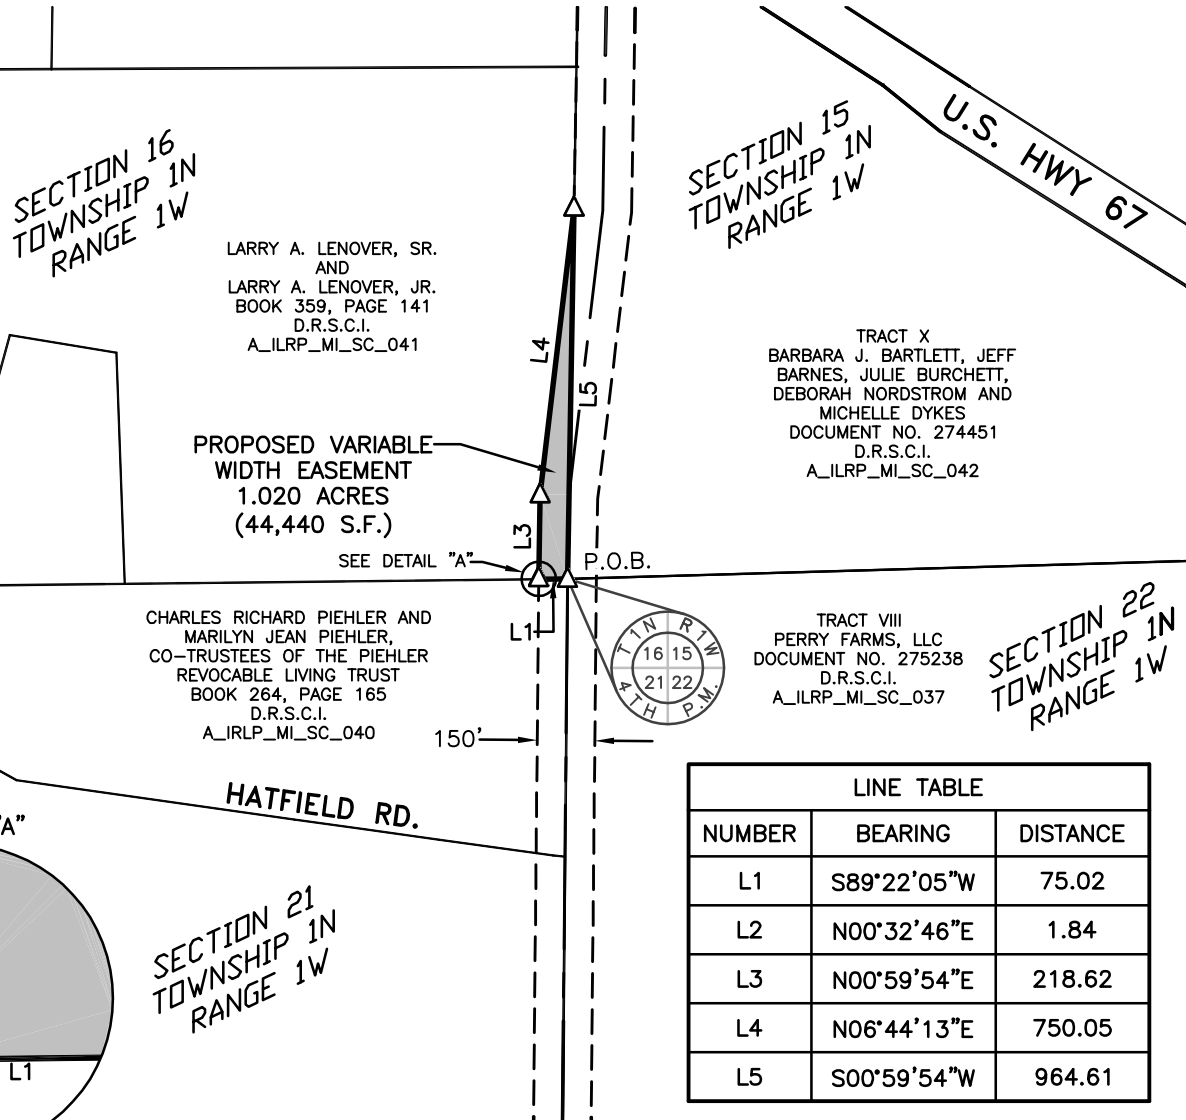 SECTION 16
TOWNSHIP 1N
RANGE 1W
SECTION 15
TOWNSHIP 1N
RANGE 1W
U.S. HWY 67
LARRY A. LENOVER, SR.
AND
LARRY A. LENOVER, JR.
BOOK 359, PAGE 141
D.R.S.C.I.
A_ILRP_MI_SC_041
L4
L5
TRACT X
BARBARA J. BARTLETT, JEFF
BARNES, JULIE BURCHETT,
DEBORAH NORDSTROM AND
MICHELLE DYKES
DOCUMENT NO. 274451
D.R.S.C.I.
A_ILRP_MI_SC_042
PROPOSED VARIABLE
WIDTH EASEMENT
1.020 ACRES
(44,440 S.F.)
L3
SEE DETAIL "A"
P.O.B.
CHARLES RICHARD PIEHLER AND
MARILYN JEAN PIEHLER,
CO-TRUSTEES OF THE PIEHLER
REVOCABLE LIVING TRUST
BOOK 264, PAGE 165
D.R.S.C.I.
A_IRLP_MI_SC_040
L1
T1N R1W
16 15
21 22
4TH P.M.
TRACT VIII
PERRY FARMS, LLC
DOCUMENT NO. 275238
D.R.S.C.I.
A_ILRP_MI_SC_037
SECTION 22
TOWNSHIP 1N
RANGE 1W
150'
HATFIELD RD.
"A"
L1
SECTION 21
TOWNSHIP 1N
RANGE 1W
LINE TABLE
NUMBER BEARING DISTANCE
L1 S89°22'05"W 75.02
L2 N00°32'46"E 1.84
L3 N00°59'54"E 218.62
L4 N06°44'13"E 750.05
L5 S00°59'54"W 964.61